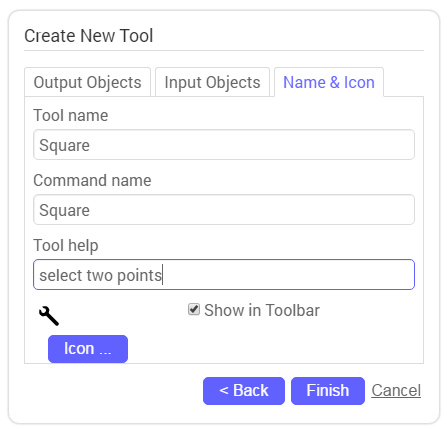 Create New Tool
Output Objects Input Objects Name & Icon
Tool name
Square
Command name
Square
Tool help
select two points
Show in Toolbar
Icon ...
< Back Finish Cancel